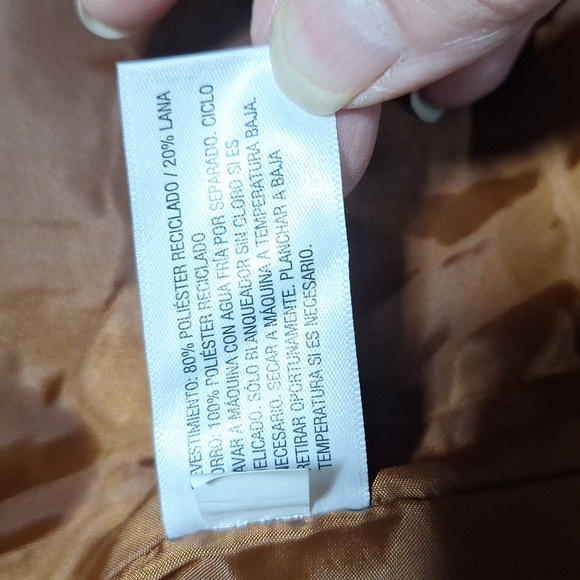 VESTIMIENTO: 80% POLIÉSTER RECICLADO / 20% LANA
ORRO: 100% POLIÉSTER RECICLADO
AVAR A MÁQUINA CON AGUA FRÍA POR SEPARADO. CICLO
ELICADO. SÓLO BLANQUEADOR SIN CLORO SI ES
NECESARIO. SECAR A MÁQUINA A TEMPERATURA BAJA.
RETIRAR OPORTUNAMENTE. PLANCHAR A BAJA
TEMPERATURA SI ES NECESARIO.